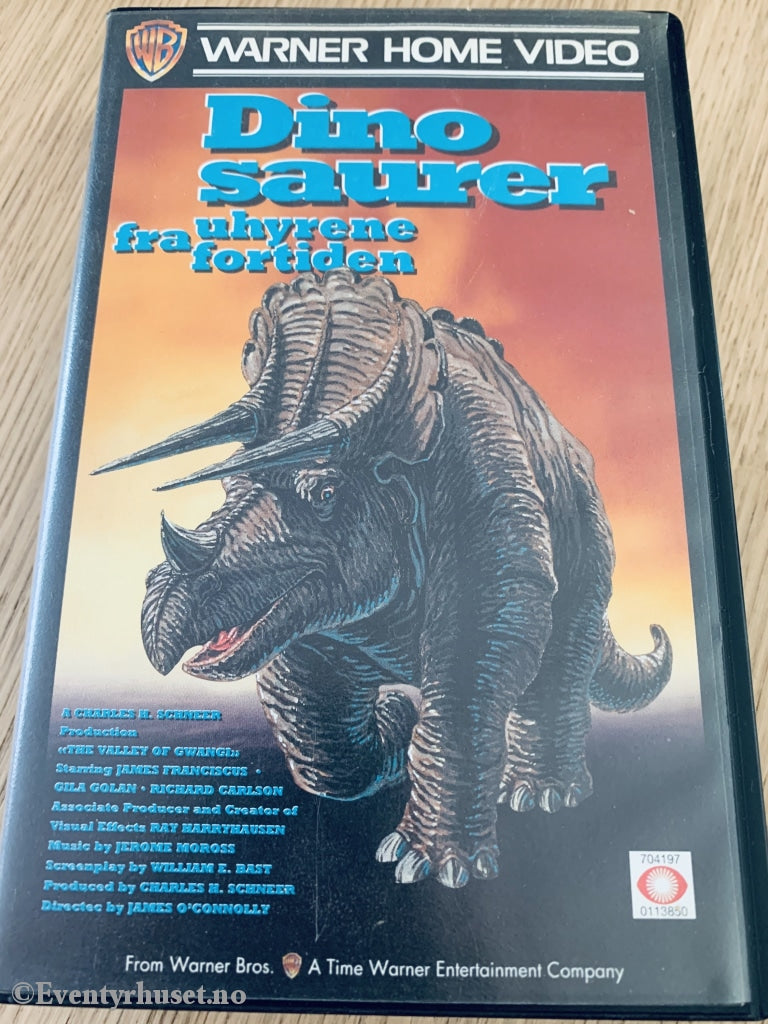 WB WARNER HOME VIDEO
Dino
saurer
fra uhyrene
fortiden
A CHARLES H. SCHNEER
Production
«THE VALLEY OF GWANGI»
Starring JAMES FRANCISCUS ·
GILA GOLAN · RICHARD CARLSON
Associate Producer and Creator of
Visual Effects RAY HARRYHAUSEN
Music by JEROME MOROSS
Screenplay by WILLIAM E. BAST
Produced by CHARLES H. SCHNEER
Directec by JAMES O'CONNOLLY
704197
0113850
From Warner Bros. WB A Time Warner Entertainment Company
©Eventyrhuset.no